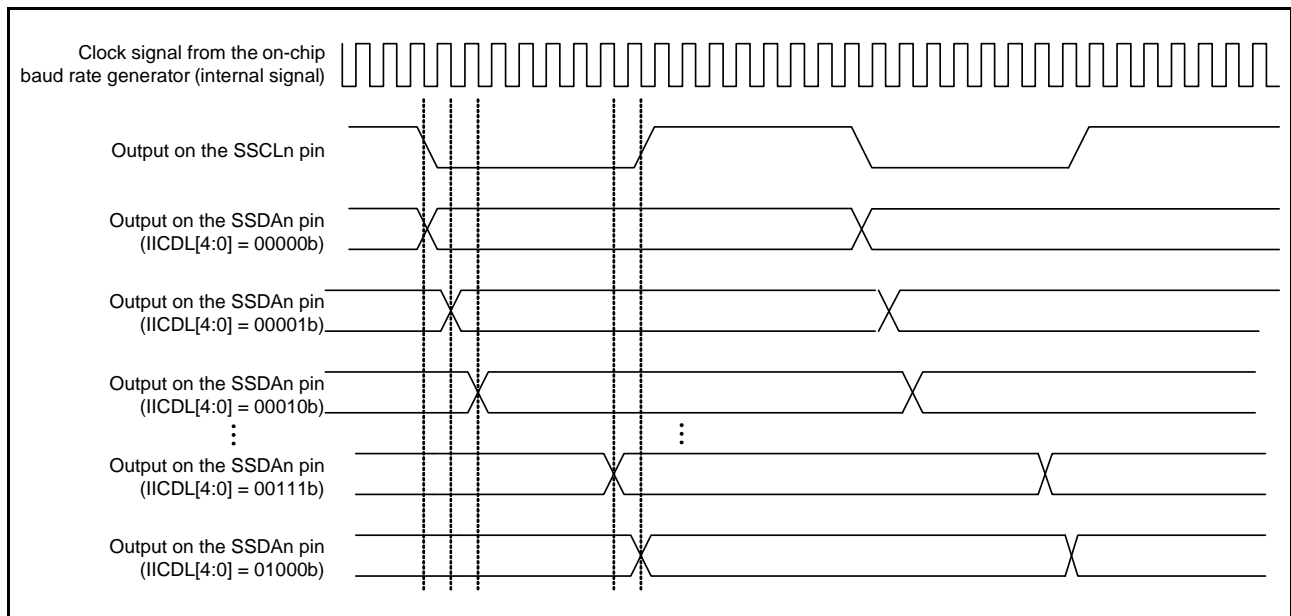 Clock signal from the on-chip
baud rate generator (internal signal)
Output on the SSCLn pin
Output on the SSDAn pin
(IICDL[4:0] = 00000b)
Output on the SSDAn pin
(IICDL[4:0] = 00001b)
Output on the SSDAn pin
(IICDL[4:0] = 00010b)
Output on the SSDAn pin
(IICDL[4:0] = 00111b)
Output on the SSDAn pin
(IICDL[4:0] = 01000b)